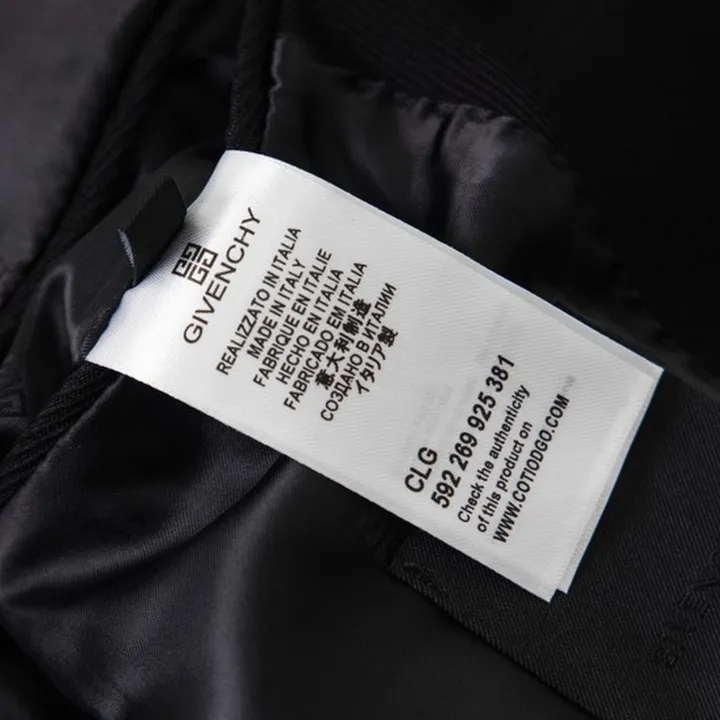 GIVENCHY
REALIZZATO IN ITALIA
MADE IN ITALY
FABRIQUE EN ITALIE
HECHO EN ITALIA
FABRICADO EM ITALIA
意大利制造
СОЗДАНО В ИТАЛИИ
イタリア製
CLG
592 269 925 381
Check the authenticity
of this product on
WWW.COTIODGO.COM